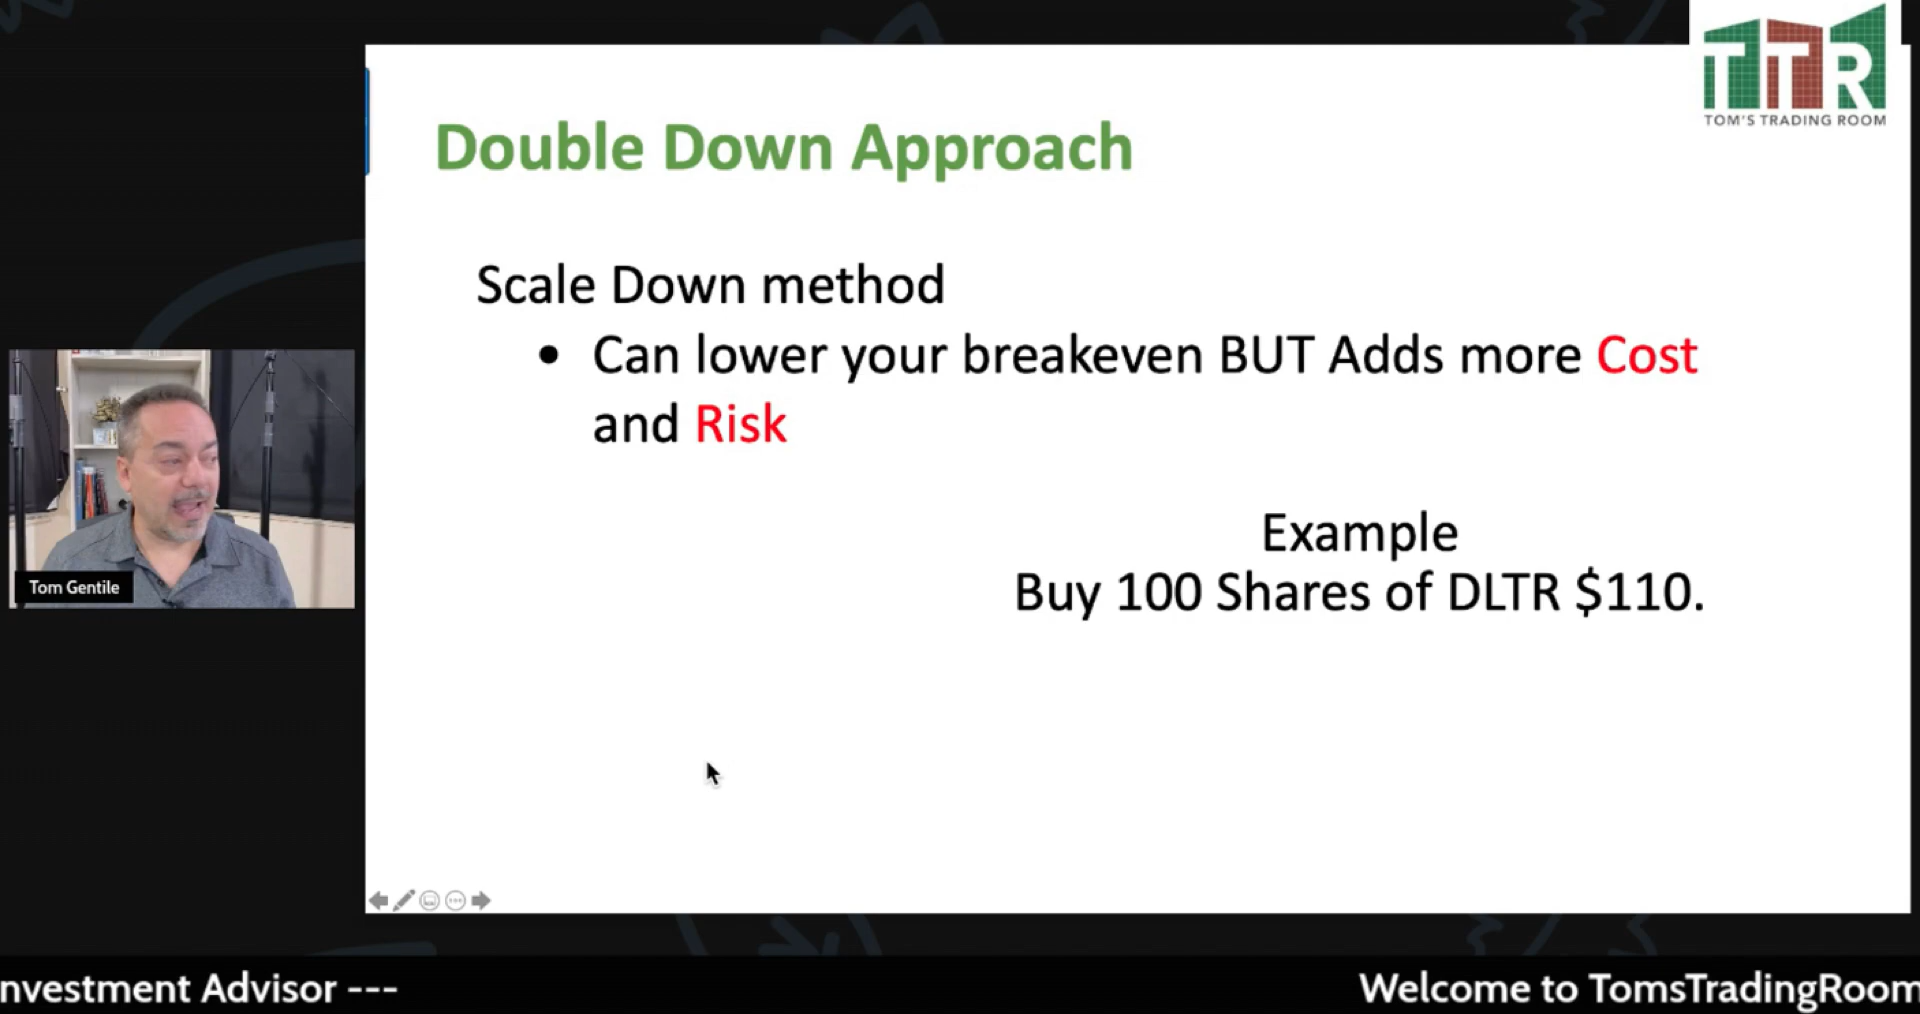 TTR
TOM'S TRADING ROOM
Double Down Approach
Scale Down method
• Can lower your breakeven BUT Adds more Cost
and Risk
Example
Buy 100 Shares of DLTR $110.
Tom Gentile
nvestment Advisor --- Welcome to TomsTradingRoom